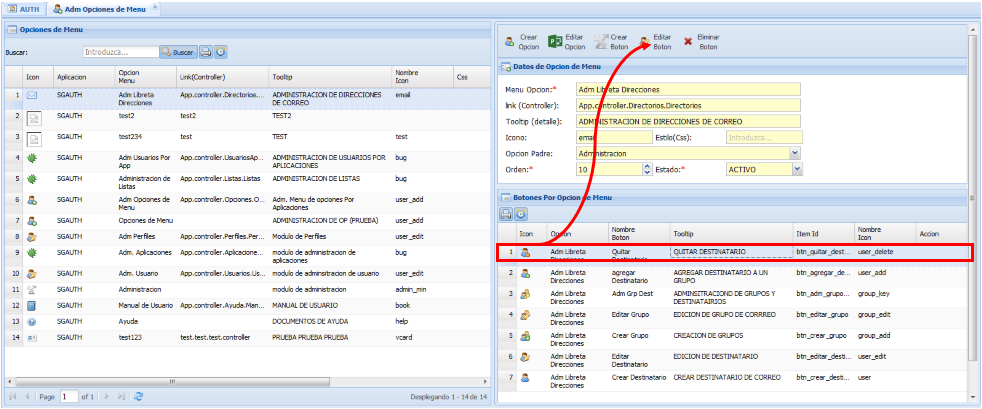 AUTH
Adm Opciones de Menu
Opciones de Menu
Buscar:
Introduzca...
Buscar
Icon Aplicacion Opcion Menu Link(Controller) Tooltip Nombre Icon Css
1 SGAUTH Adm Libreta Direcciones App.controller.Directorios.... ADMINISTRACION DE DIRECCIONES DE CORREO email
2 SGAUTH test2 test2 TEST2
3 SGAUTH test234 test TEST test
4 SGAUTH Adm Usuarios Por App App.controller.UsuariosAp... ADMINISTRACION DE USUARIOS POR APLICACIONES bug
5 SGAUTH Administracion de Listas App.controller.Listas.Listas ADMINISTRACION DE LISTAS bug
6 SGAUTH Adm Opciones de Menu App.controller.Opciones.O... Adm. Menu de opciones Por Aplicaciones user_add
7 SGAUTH Opciones de Menu ADMINISTRACION DE OP (PRUEBA) user_add
8 SGAUTH Adm Perfiles App.controller.Perfiles.Per... Modulo de Perfiles user_edit
9 SGAUTH Adm. Aplicaciones App.controller.Aplicacione... modulo de administracion de aplicaciones bug
10 SGAUTH Adm. Usuario App.controller.Usuarios.Us... modulo de adminsitracion de usuario user_edit
11 SGAUTH Administracion modulo de administracion admin_min
12 SGAUTH Manual de Usuario App.controller.Ayuda.Man... MANUAL DE USUARIO book
13 SGAUTH Ayuda DOCUMENTOS DE AYUDA help
14 SGAUTH test123 test.test.test.controller PRUEBA PRUEBA PRUEBA vcard
Page 1 of 1
Desplegando 1 - 14 de 14
Crear Opcion
Editar Opcion
Crear Boton
Editar Boton
Eliminar Boton
Datos de Opcion de Menu
Menu Opcion:* Adm Libreta Direcciones
link (Controller): App.controller.Directorios.Directorios
Tooltip (detalle): ADMINISTRACION DE DIRECCIONES DE CORREO
Icono: email Estilo(Css): Introduzca...
Opcion Padre: Administracion
Orden:* 10 Estado:* ACTIVO
Botones Por Opcion de Menu
Icon Opcion Nombre Boton Tooltip Item Id Nombre Icon Accion
1 Adm Libreta Direcciones Quitar Destinatario QUITAR DESTINATARIO btn_quitar_dest... user_delete
2 Adm Libreta Direcciones agregar Destinatario AGREGAR DESTINATARIO A UN GRUPO btn_agregar_de... user_add
3 Adm Libreta Direcciones Adm Grp Dest ADMINSITRACIOND DE GRUPOS Y DESTINATAIRIOS btn_adm_grupo... group_key
4 Adm Libreta Direcciones Editar Grupo EDICION DE GRUPO DE CORRREO btn_editar_grupo group_edit
5 Adm Libreta Direcciones Crear Grupo CREACION DE GRUPOS btn_crear_grupo group_add
6 Adm Libreta Direcciones Editar Destinatario EDICION DE DESTINATARIO btn_editar_desti... user_edit
7 Adm Libreta Direcciones Crear Destinatario CREAR DESTINATARIO DE CORREO btn_crear_desti... user